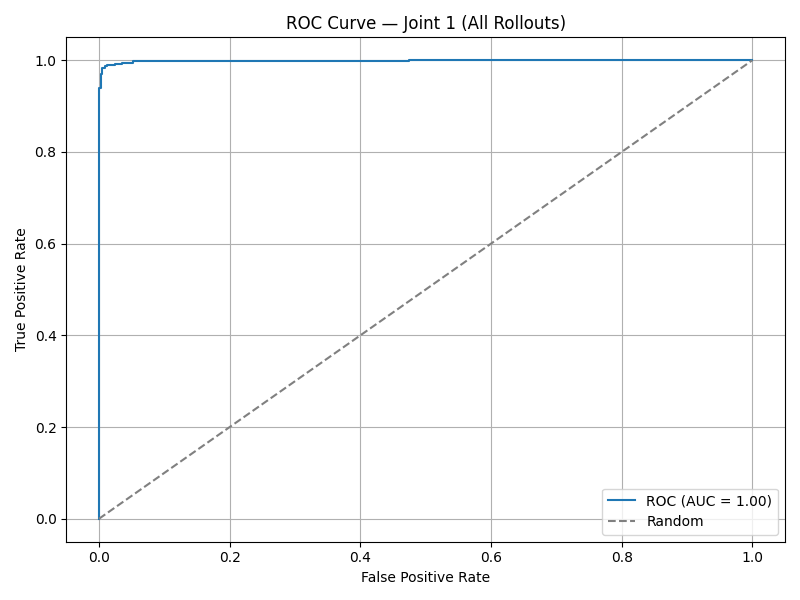 ROC Curve — Joint 1 (All Rollouts)
1.0
0.8
0.6
0.4
0.2
0.0
True Positive Rate
0.0 0.2 0.4 0.6 0.8 1.0
False Positive Rate
ROC (AUC = 1.00)
Random